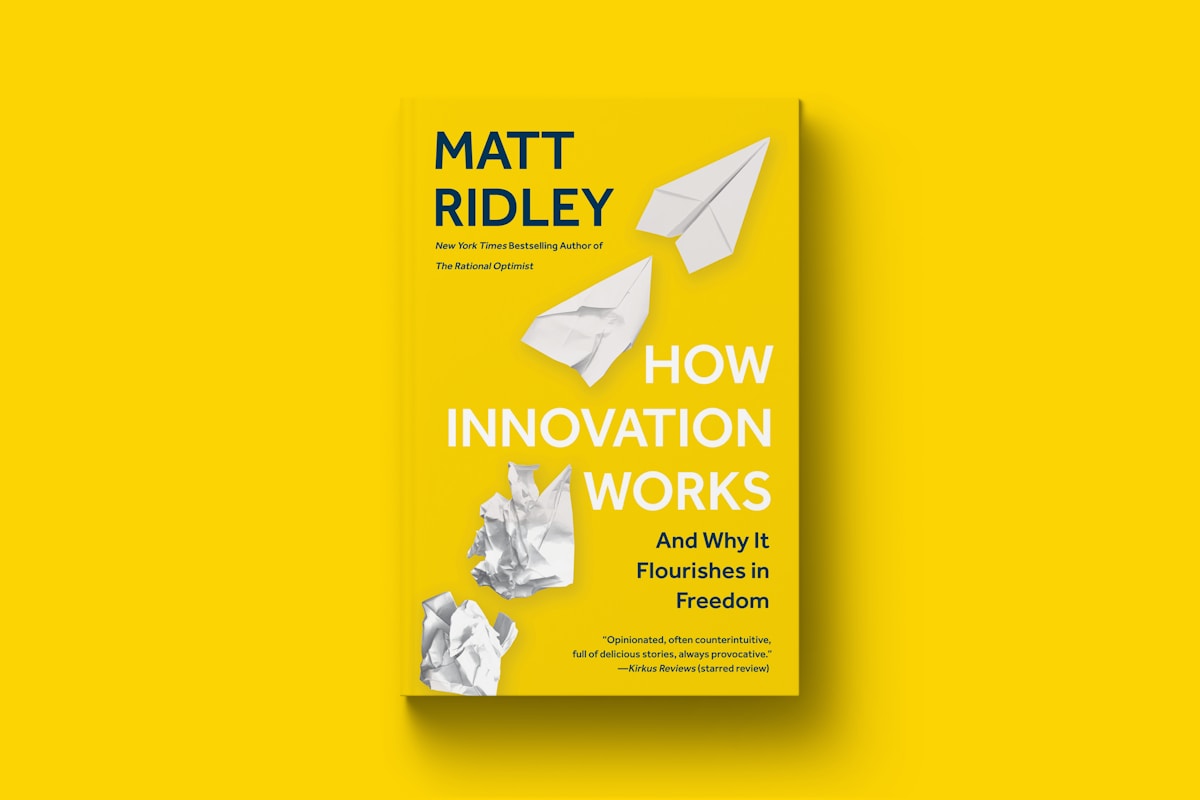 MATT
RIDLEY
New York Times Bestselling Author of
The Rational Optimist
HOW
INNOVATION
WORKS
And Why It
Flourishes in
Freedom
“Opinionated, often counterintuitive,
full of delicious stories, always provocative.”
—Kirkus Reviews (starred review)